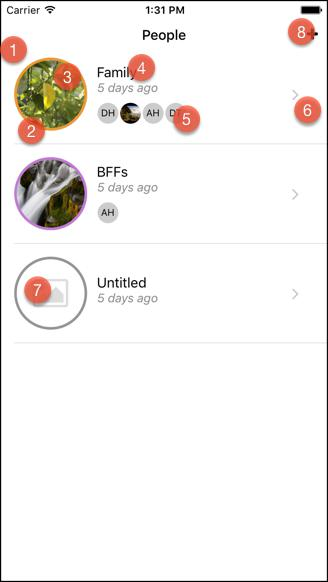 Carrier 1:31 PM
People
8
1
3
Family
4
5 days ago
6
DH AH D
5
2
BFFs
5 days ago
AH
Untitled
5 days ago
7